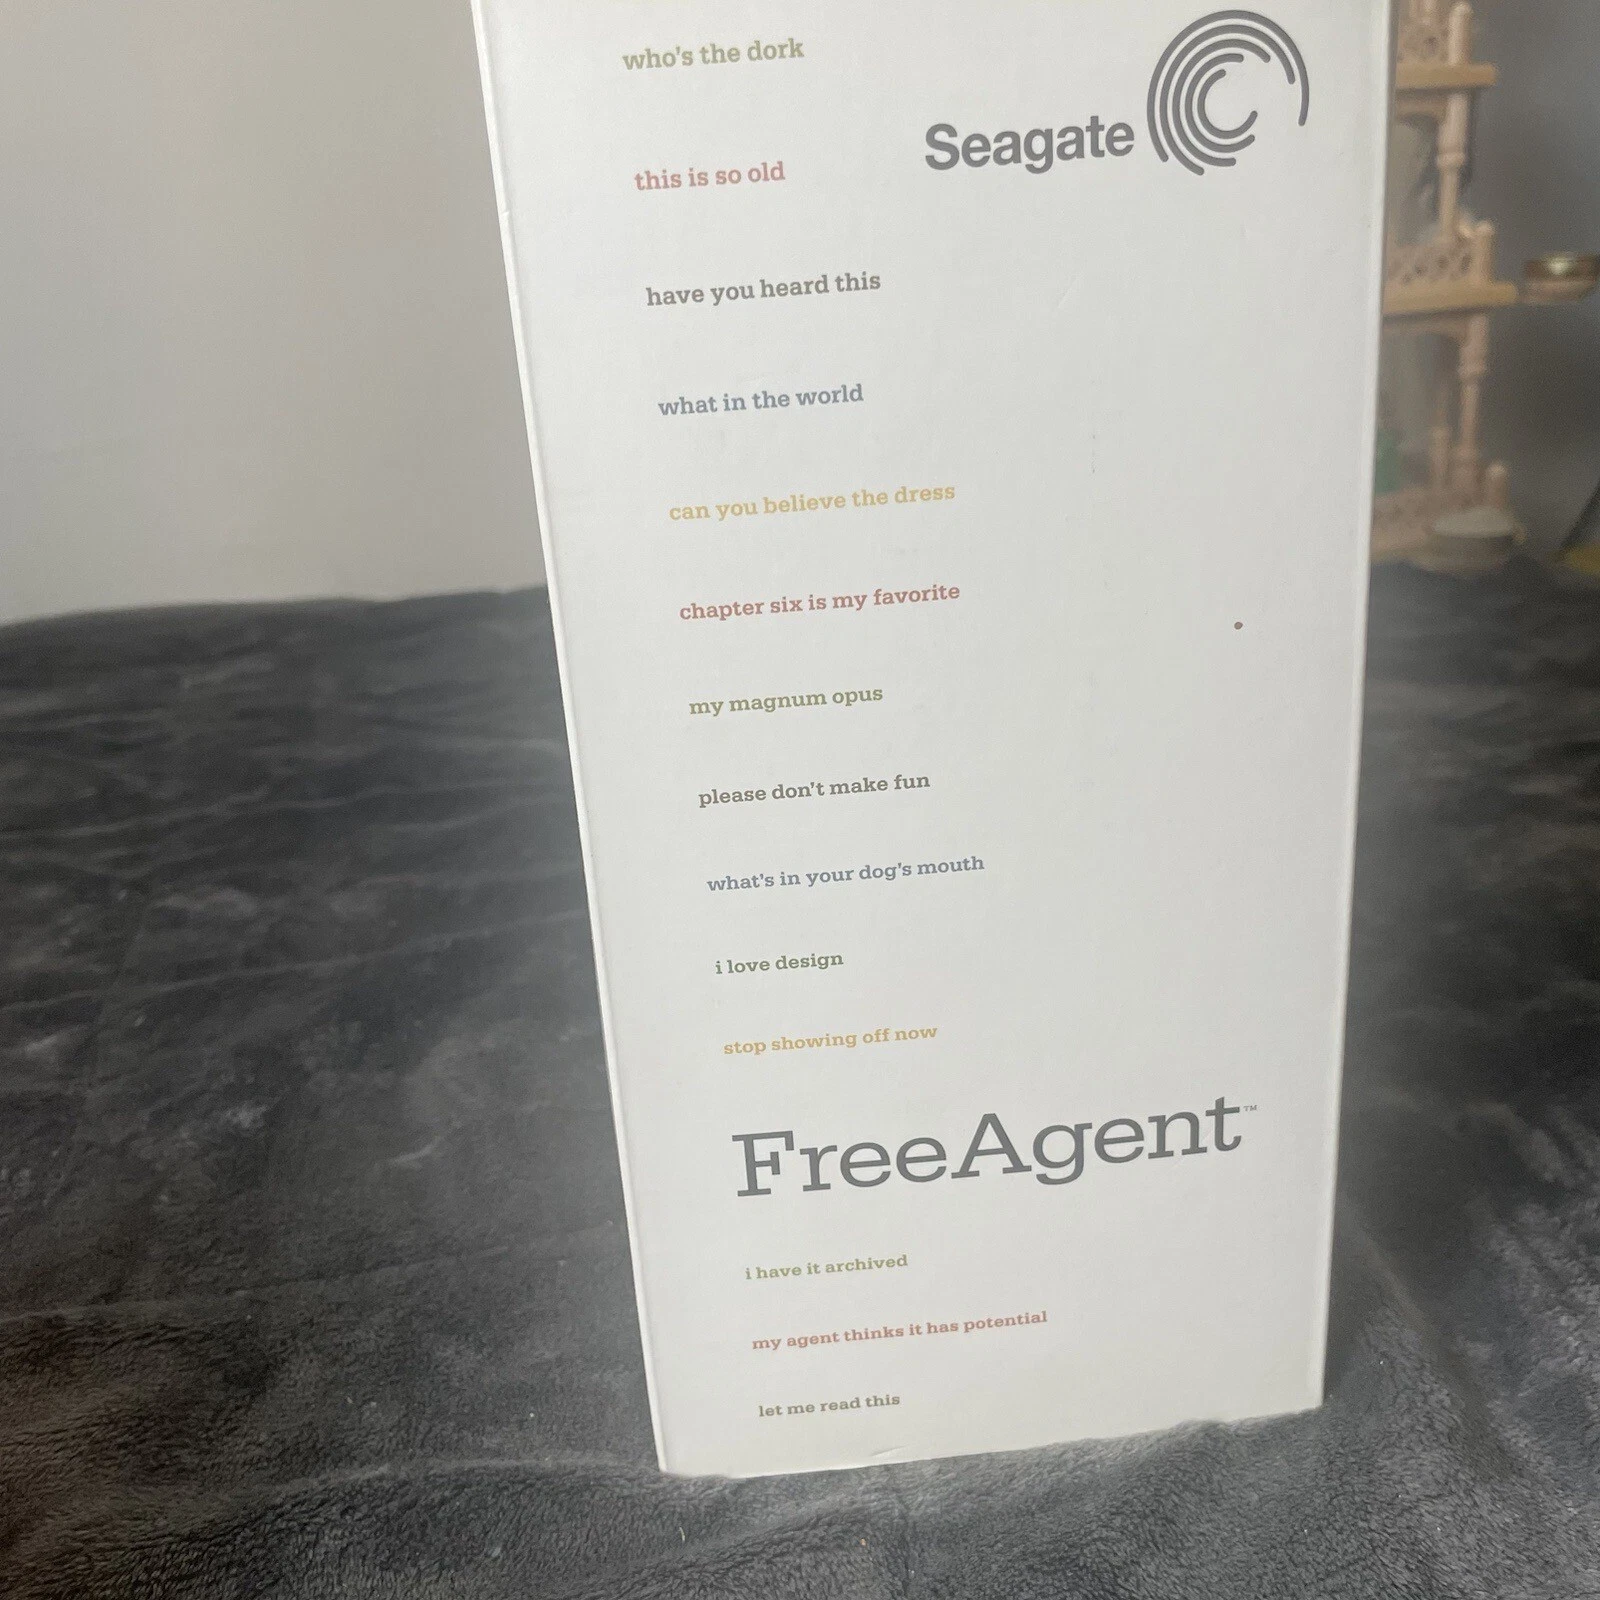 who's the dork
Seagate
this is so old
have you heard this
what in the world
can you believe the dress
chapter six is my favorite
my magnum opus
please don't make fun
what's in your dog's mouth
i love design
stop showing off now
FreeAgent™
i have it archived
my agent thinks it has potential
let me read this